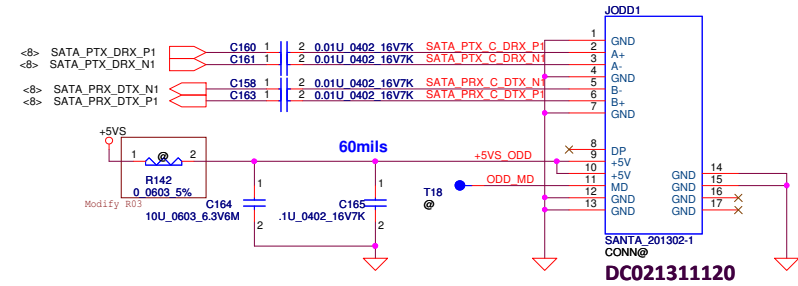 JODD1
<8> SATA_PTX_DRX_P1 C160 1 2 0.01U_0402_16V7K SATA_PTX_C_DRX_P1
<8> SATA_PTX_DRX_N1 C161 1 2 0.01U_0402_16V7K SATA_PTX_C_DRX_N1
<8> SATA_PRX_DTX_N1 C158 1 2 0.01U_0402_16V7K SATA_PRX_C_DTX_N1
<8> SATA_PRX_DTX_P1 C163 1 2 0.01U_0402_16V7K SATA_PRX_C_DTX_P1
1 GND
2 A+
3 A-
4 GND
5 B-
6 B+
7 GND
+5VS
1 @ 2
R142
0_0603_5%
Modify R03
60mils
+5VS_ODD
1
C164
10U_0603_6.3V6M
2
1
C165
.1U_0402_16V7K
2
T18
@
ODD_MD
8 DP
9 +5V
10 +5V
11 MD
12 GND
13 GND
GND 14
GND 15
GND 16
GND 17
SANTA_201302-1
CONN@
DC021311120